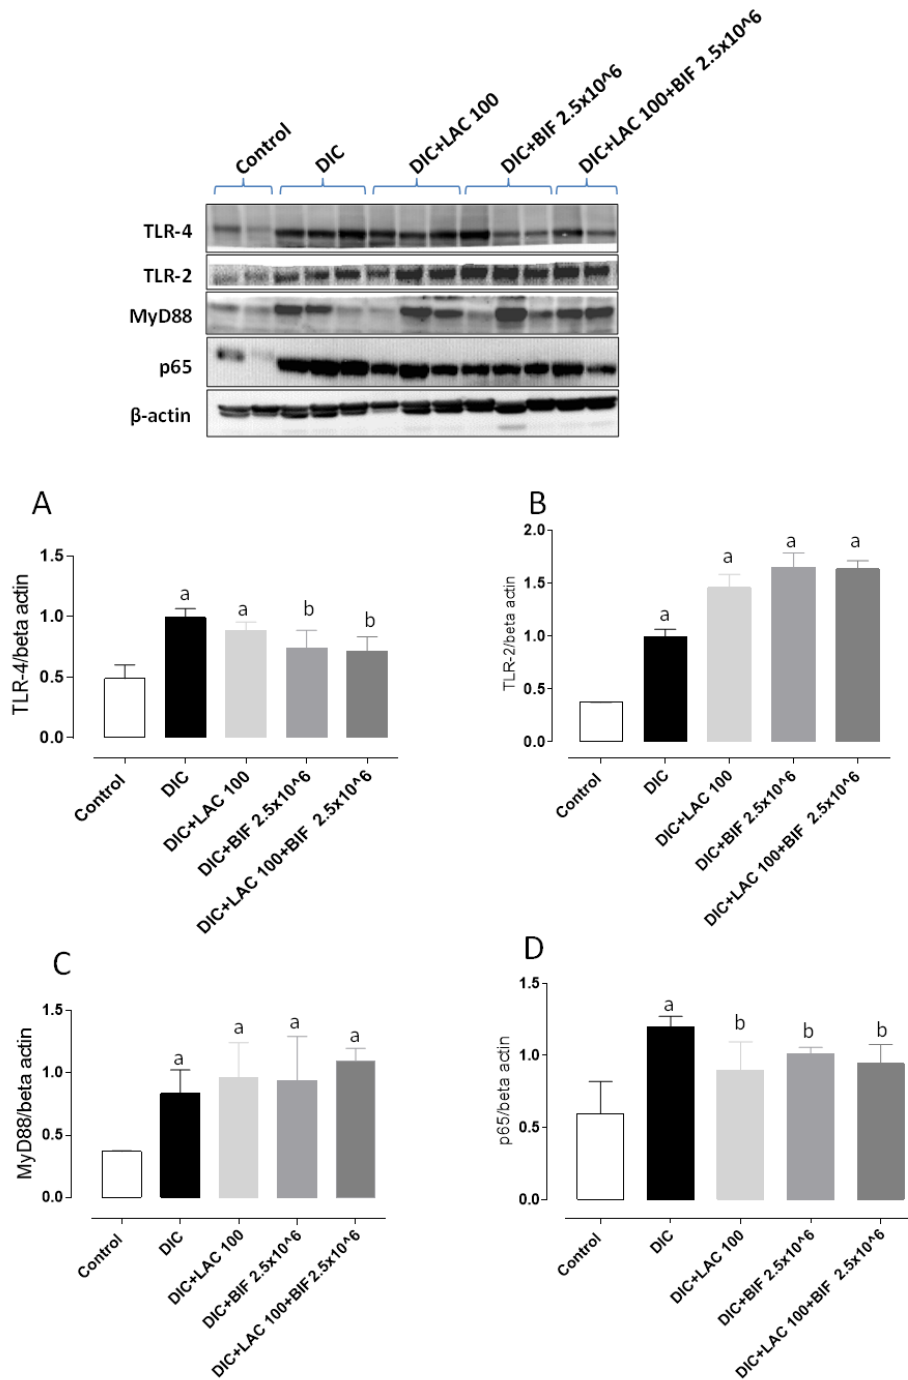 Control
DIC
DIC+LAC 100
DIC+BIF 2.5x10^6
DIC+LAC 100+BIF 2.5x10^6
TLR-4
TLR-2
MyD88
p65
β-actin
A
TLR-4/beta actin
1.5
1.0
0.5
0.0
a
a
b
b
Control
DIC
DIC+LAC 100
DIC+BIF 2.5x10^6
DIC+LAC 100+BIF 2.5x10^6
B
TLR-2/beta actin
2.0
1.5
1.0
0.5
0.0
a
a
a
a
Control
DIC
DIC+LAC 100
DIC+BIF 2.5x10^6
DIC+LAC 100+BIF 2.5x10^6
C
MyD88/beta actin
1.5
1.0
0.5
0.0
a
a
a
a
Control
DIC
DIC+LAC 100
DIC+BIF 2.5x10^6
DIC+LAC 100+BIF 2.5x10^6
D
p65/beta actin
1.5
1.0
0.5
0.0
a
b
b
b
Control
DIC
DIC+LAC 100
DIC+BIF 2.5x10^6
DIC+LAC 100+BIF 2.5x10^6